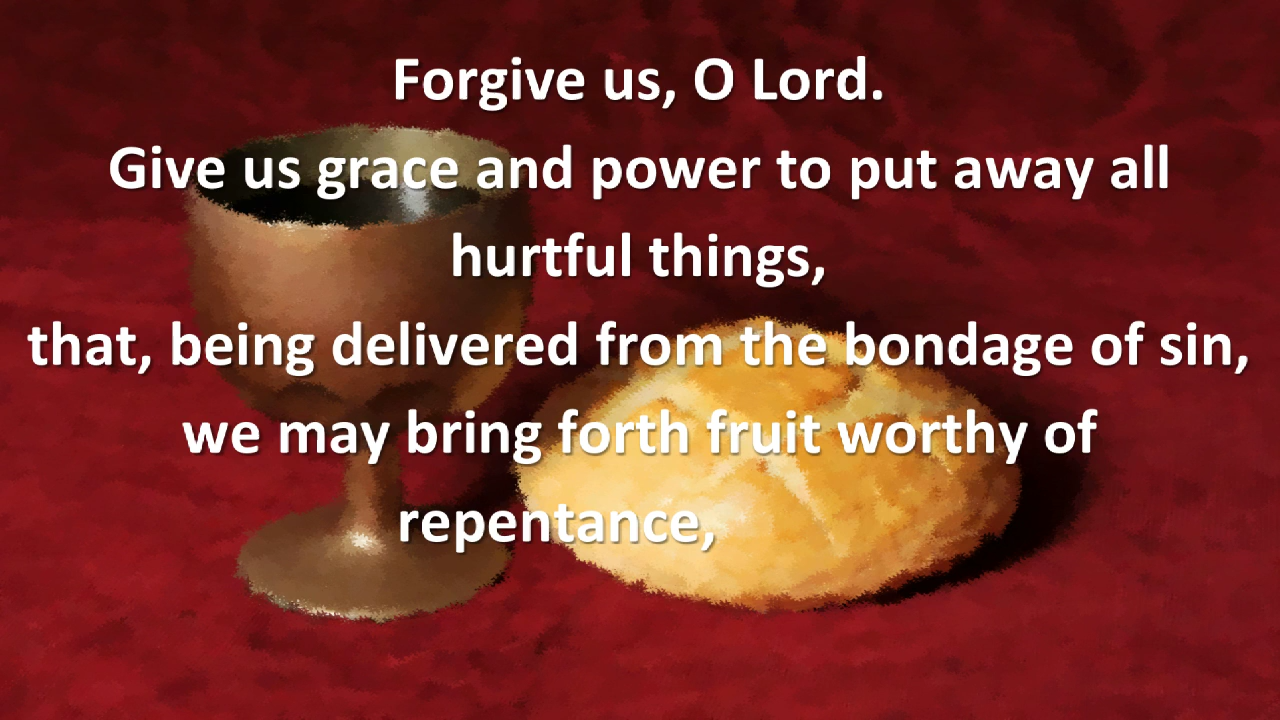 Forgive us, O Lord.
Give us grace and power to put away all
hurtful things,
that, being delivered from the bondage of sin,
we may bring forth fruit worthy of
repentance,